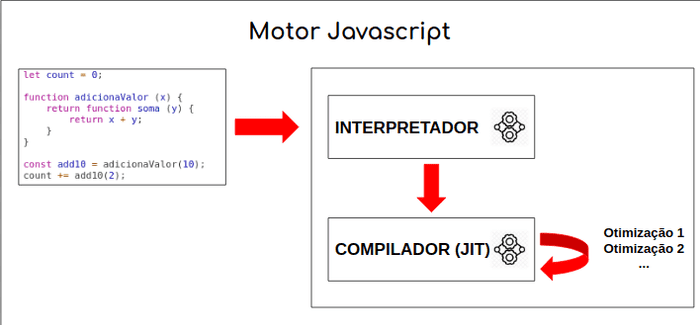 Motor Javascript
let count = 0;
function adicionaValor (x) {
    return function soma (y) {
        return x + y;
    }
}
const add10 = adicionaValor(10);
count += add10(2);
INTERPRETADOR
COMPILADOR (JIT)
Otimização 1
Otimização 2
...